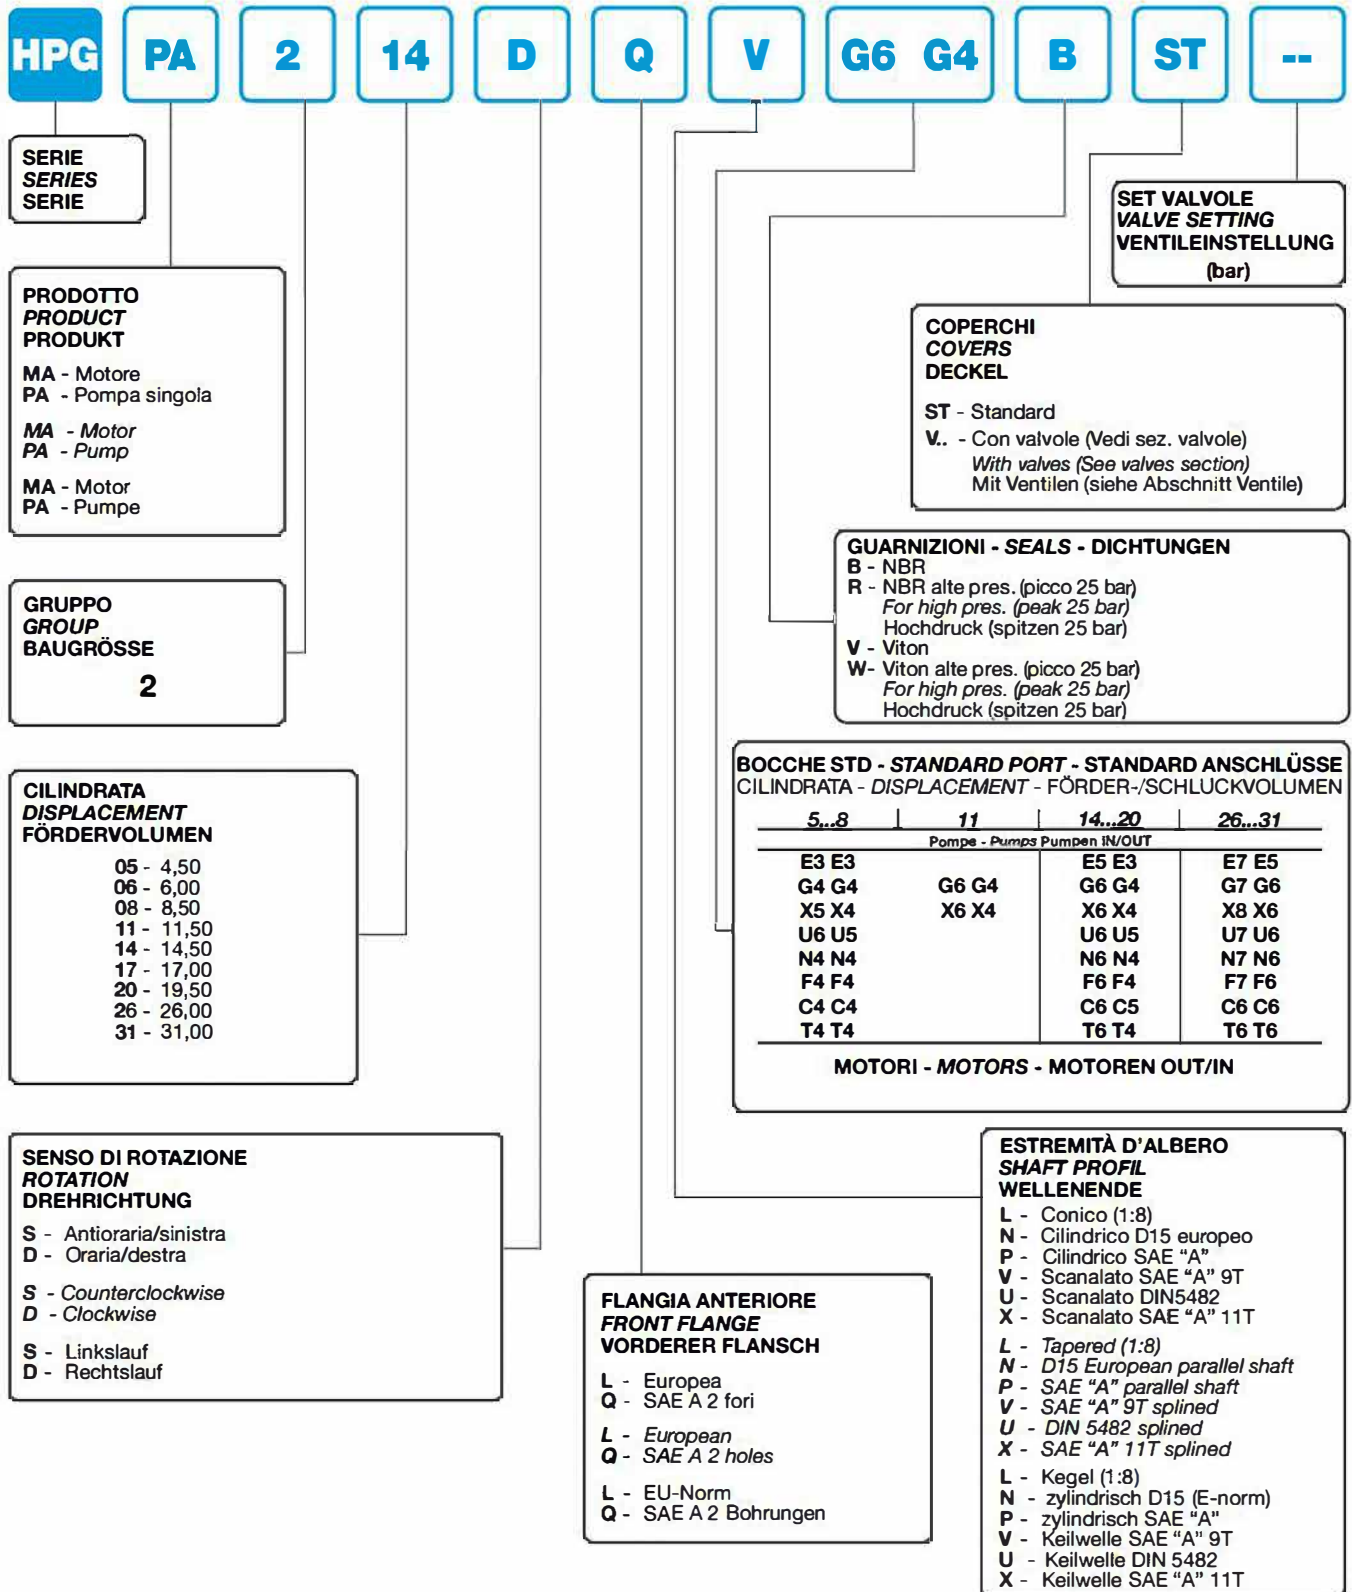 HPG PA 2 14 D Q V G6 G4 B ST --
SERIE
SERIES
SERIE
SET VALVOLE
VALVE SETTING
VENTILEINSTELLUNG
(bar)
PRODOTTO
PRODUCT
PRODUKT
MA - Motore
PA - Pompa singola
MA - Motor
PA - Pump
MA - Motor
PA - Pumpe
COPERCHI
COVERS
DECKEL
ST - Standard
V.. - Con valvole (Vedi sez. valvole)
With valves (See valves section)
Mit Ventilen (siehe Abschnitt Ventile)
GUARNIZIONI - SEALS - DICHTUNGEN
B - NBR
R - NBR alte pres. (picco 25 bar)
For high pres. (peak 25 bar)
Hochdruck (spitzen 25 bar)
V - Viton
W- Viton alte pres. (picco 25 bar)
For high pres. (peak 25 bar)
Hochdruck (spitzen 25 bar)
GRUPPO
GROUP
BAUGRÖSSE
2
BOCCHE STD - STANDARD PORT - STANDARD ANSCHLÜSSE
CILINDRATA - DISPLACEMENT - FÖRDER-/SCHLUCKVOLUMEN
5...8 11 14...20 26...31
Pompe - Pumps Pumpen IN/OUT
E3 E3 E5 E3 E7 E5
G4 G4 G6 G4 G6 G4 G7 G6
X5 X4 X6 X4 X6 X4 X8 X6
U6 U5 U6 U5 U7 U6
N4 N4 N6 N4 N7 N6
F4 F4 F6 F4 F7 F6
C4 C4 C6 C5 C6 C6
T4 T4 T6 T4 T6 T6
MOTORI - MOTORS - MOTOREN OUT/IN
CILINDRATA
DISPLACEMENT
FÖRDERVOLUMEN
05 - 4,50
06 - 6,00
08 - 8,50
11 - 11,50
14 - 14,50
17 - 17,00
20 - 19,50
26 - 26,00
31 - 31,00
SENSO DI ROTAZIONE
ROTATION
DREHRICHTUNG
S - Antioraria/sinistra
D - Oraria/destra
S - Counterclockwise
D - Clockwise
S - Linkslauf
D - Rechtslauf
FLANGIA ANTERIORE
FRONT FLANGE
VORDERER FLANSCH
L - Europea
Q - SAE A 2 fori
L - European
Q - SAE A 2 holes
L - EU-Norm
Q - SAE A 2 Bohrungen
ESTREMITÀ D'ALBERO
SHAFT PROFIL
WELLENENDE
L - Conico (1:8)
N - Cilindrico D15 europeo
P - Cilindrico SAE "A"
V - Scanalato SAE "A" 9T
U - Scanalato DIN5482
X - Scanalato SAE "A" 11T
L - Tapered (1:8)
N - D15 European parallel shaft
P - SAE "A" parallel shaft
V - SAE "A" 9T splined
U - DIN 5482 splined
X - SAE "A" 11T splined
L - Kegel (1:8)
N - zylindrisch D15 (E-norm)
P - zylindrisch SAE "A"
V - Keilwelle SAE "A" 9T
U - Keilwelle DIN 5482
X - Keilwelle SAE "A" 11T